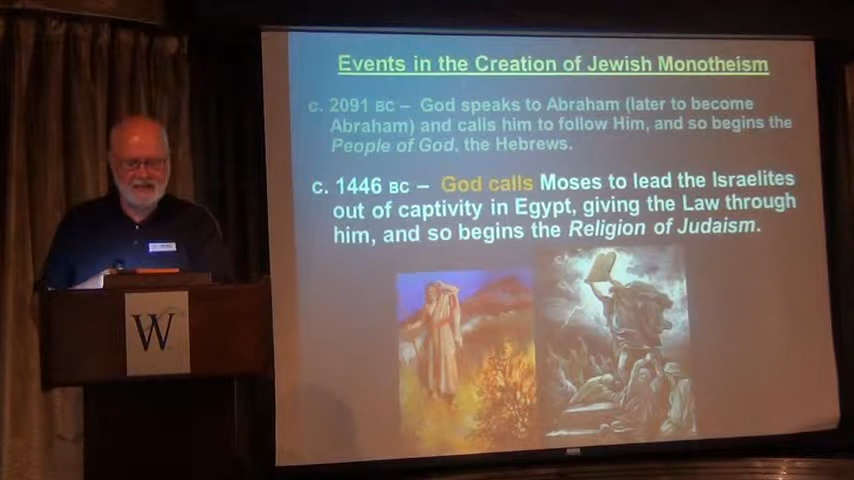 Events in the Creation of Jewish Monotheism
c. 2091 BC – God speaks to Abraham (later to become
Abraham) and calls him to follow Him, and so begins the
People of God, the Hebrews.
c. 1446 BC – God calls Moses to lead the Israelites
out of captivity in Egypt, giving the Law through
him, and so begins the Religion of Judaism.
W